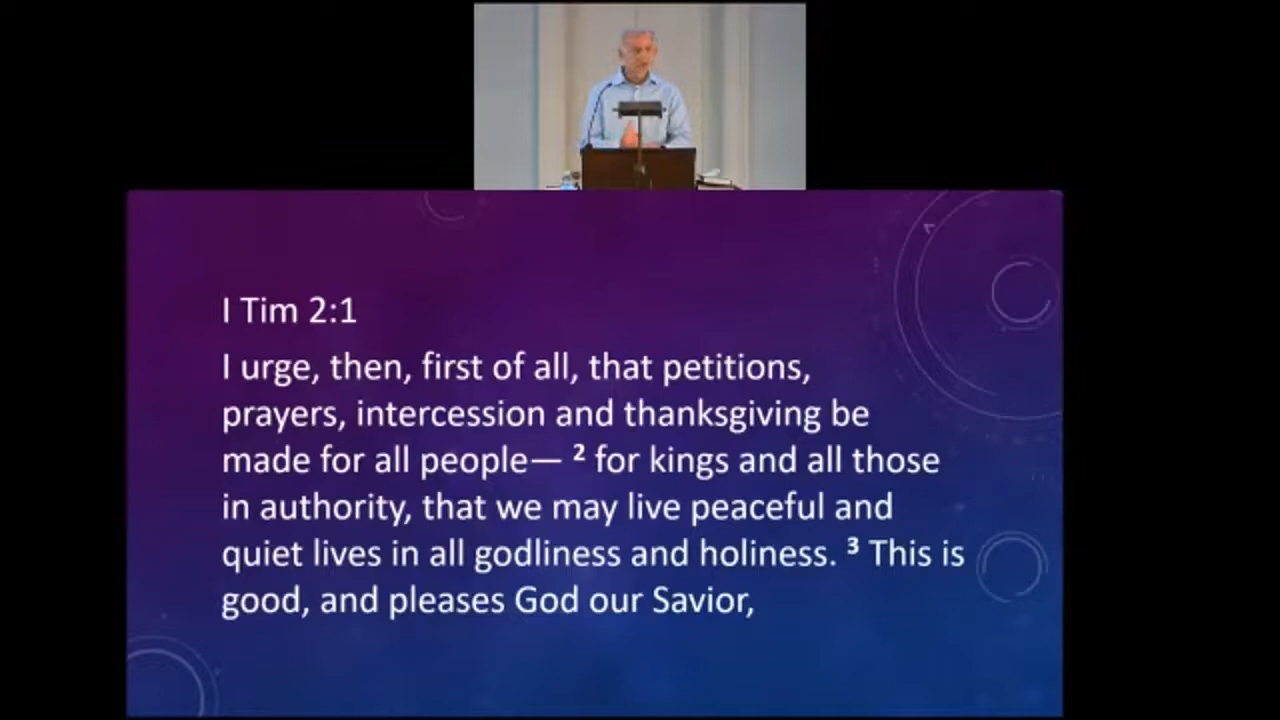 I Tim 2:1
I urge, then, first of all, that petitions,
prayers, intercession and thanksgiving be
made for all people— ² for kings and all those
in authority, that we may live peaceful and
quiet lives in all godliness and holiness. ³ This is
good, and pleases God our Savior,